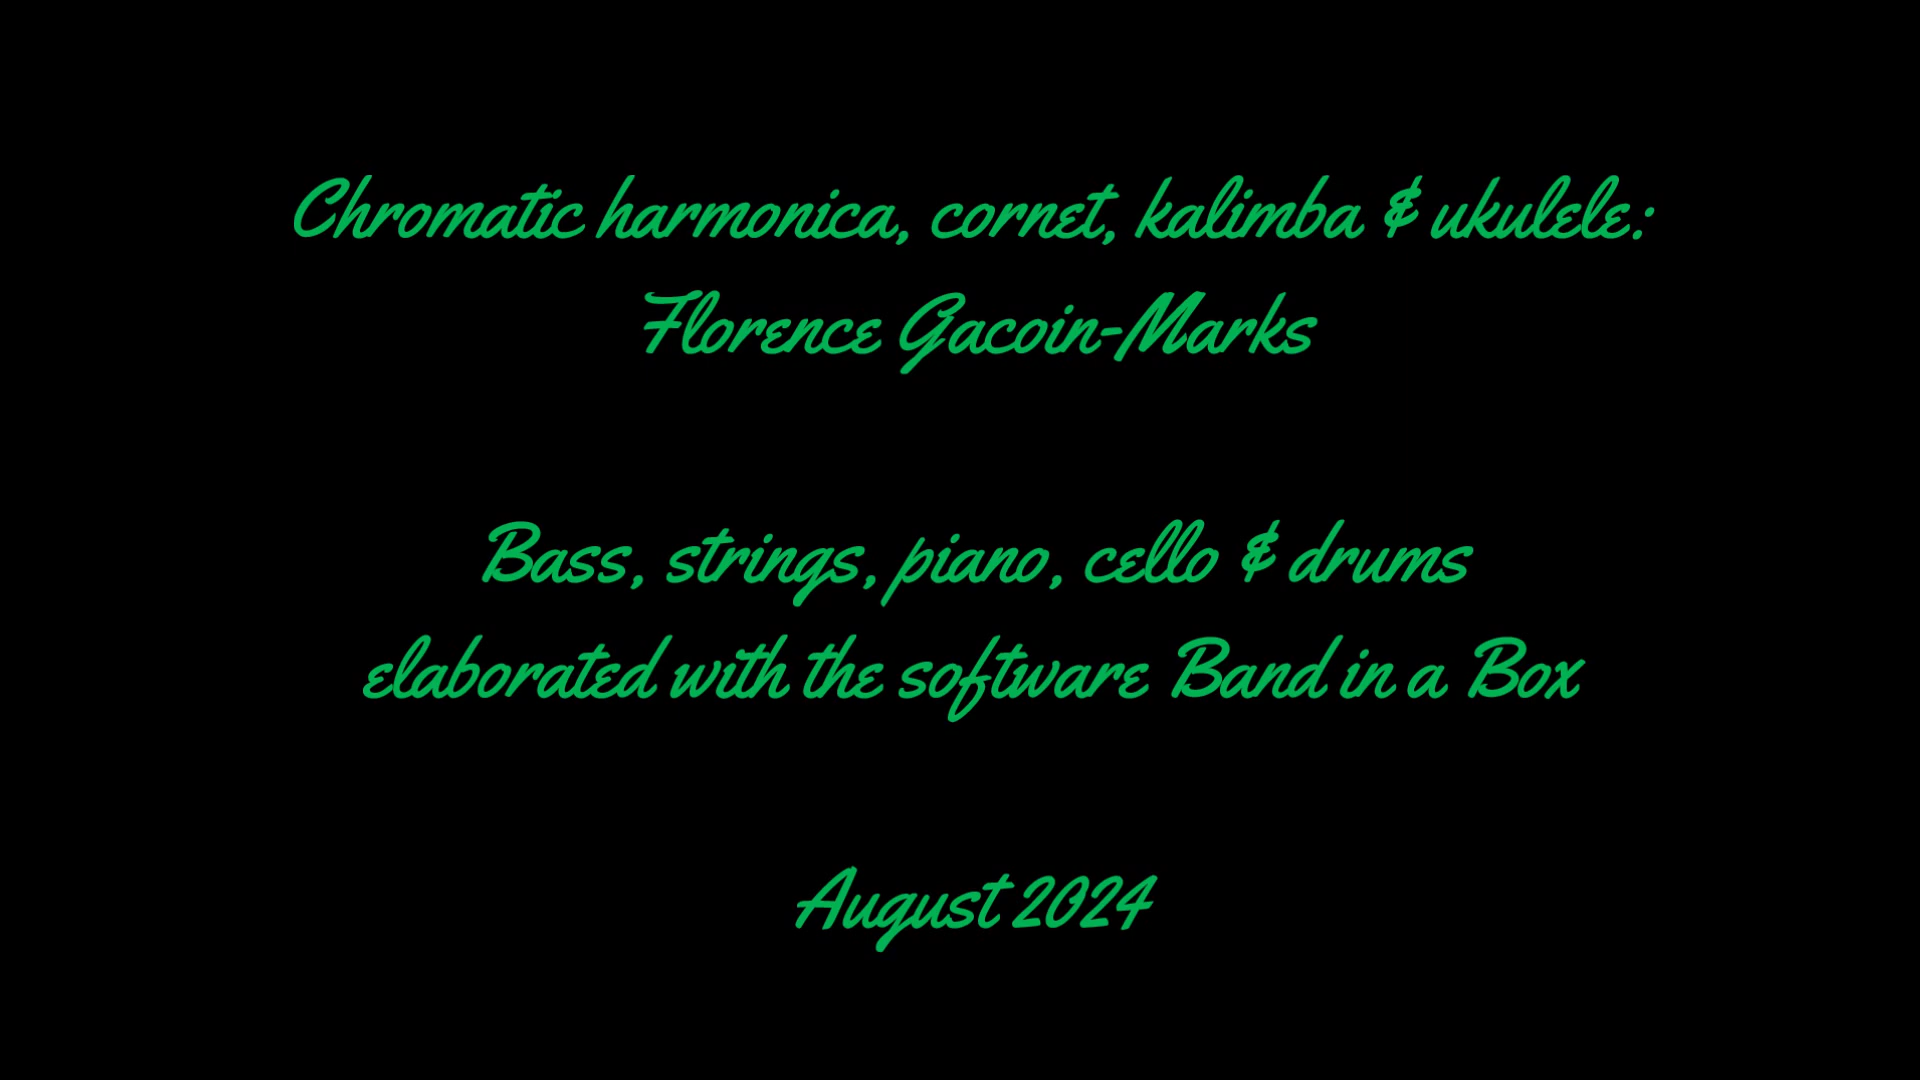 Chromatic harmonica, cornet, kalimba & ukulele:
Florence Gacoin-Marks
Bass, strings, piano, cello & drums
elaborated with the software Band in a Box
August 2024